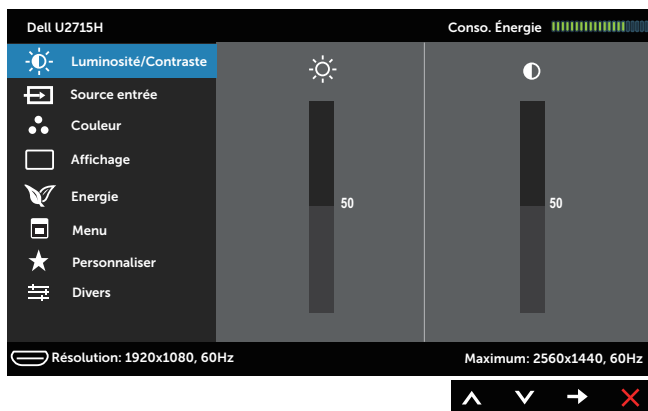 Dell U2715H
Conso. Énergie
Luminosité/Contraste
Source entrée
Couleur
Affichage
Energie
Menu
Personnaliser
Divers
50
50
Résolution: 1920x1080, 60Hz
Maximum: 2560x1440, 60Hz